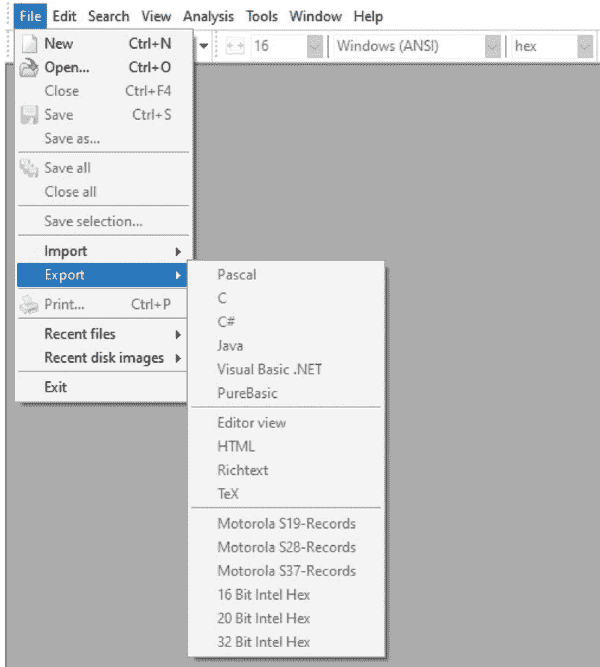 File Edit Search View Analysis Tools Window Help
16 Windows (ANSI) hex
New Ctrl+N
Open... Ctrl+O
Close Ctrl+F4
Save Ctrl+S
Save as...
Save all
Close all
Save selection...
Import
Export
Print... Ctrl+P
Recent files
Recent disk images
Exit
Pascal
C
C#
Java
Visual Basic .NET
PureBasic
Editor view
HTML
Richtext
TeX
Motorola S19-Records
Motorola S28-Records
Motorola S37-Records
16 Bit Intel Hex
20 Bit Intel Hex
32 Bit Intel Hex